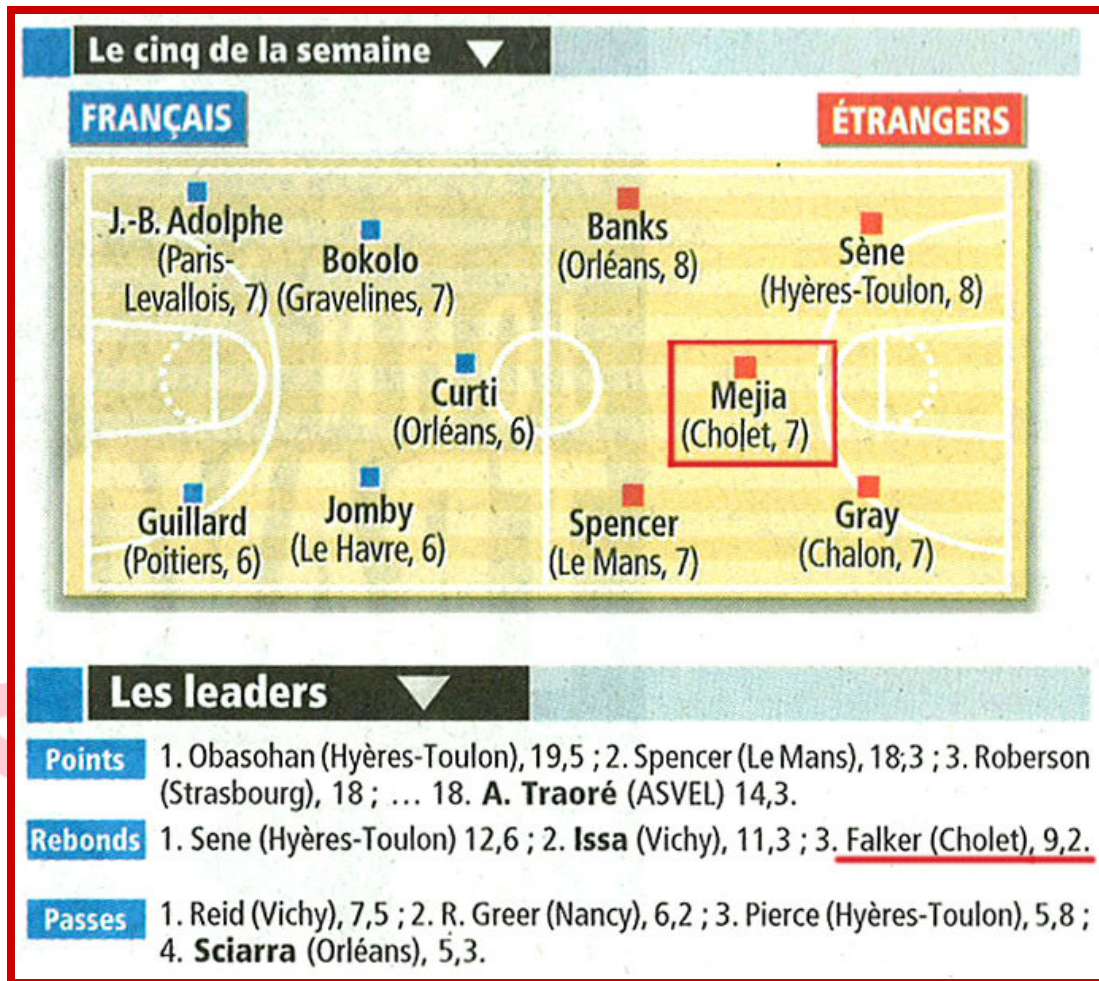 Le cinq de la semaine
FRANÇAIS
ÉTRANGERS
J.-B. Adolphe
(Paris-
Levallois, 7)
Bokolo
(Gravelines, 7)
Banks
(Orléans, 8)
Sène
(Hyères-Toulon, 8)
Curti
(Orléans, 6)
Mejia
(Cholet, 7)
Guillard
(Poitiers, 6)
Jomby
(Le Havre, 6)
Spencer
(Le Mans, 7)
Gray
(Chalon, 7)
Les leaders
Points 1. Obasohan (Hyères-Toulon), 19,5 ; 2. Spencer (Le Mans), 18,3 ; 3. Roberson
(Strasbourg), 18 ; … 18. A. Traoré (ASVEL) 14,3.
Rebonds 1. Sene (Hyères-Toulon) 12,6 ; 2. Issa (Vichy), 11,3 ; 3. Falker (Cholet), 9,2.
Passes 1. Reid (Vichy), 7,5 ; 2. R. Greer (Nancy), 6,2 ; 3. Pierce (Hyères-Toulon), 5,8 ;
4. Sciarra (Orléans), 5,3.